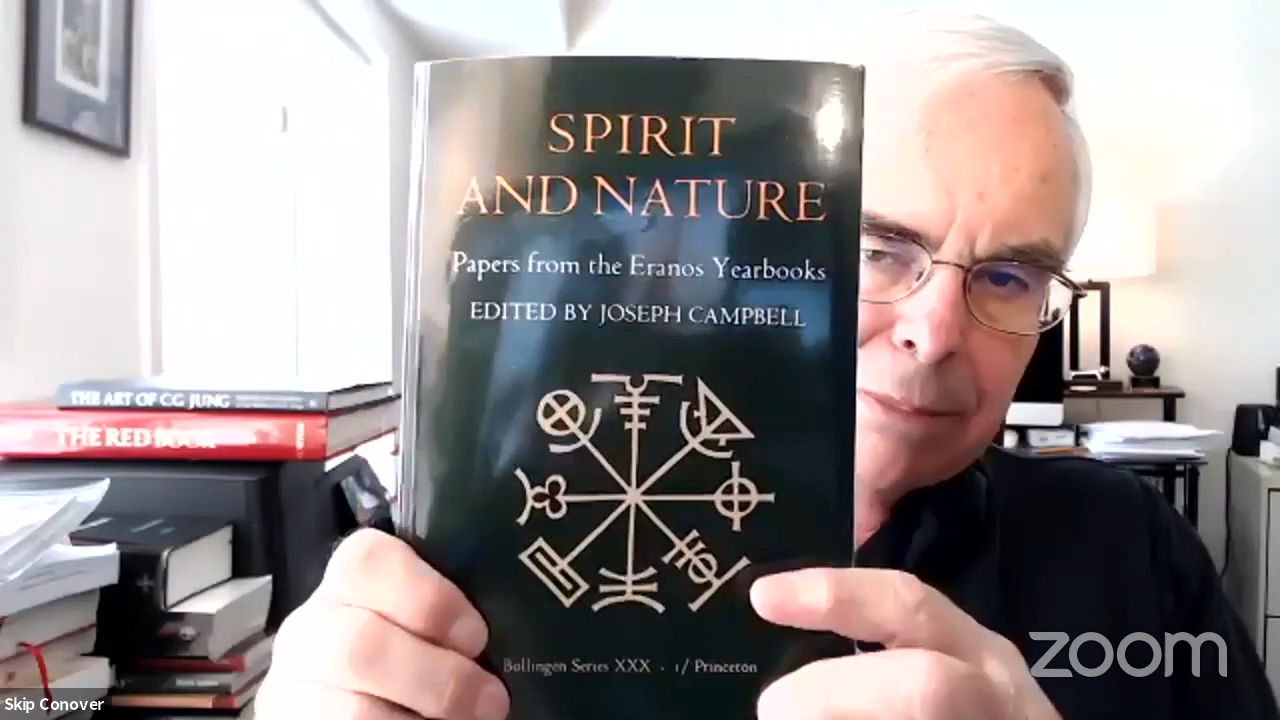 SPIRIT
AND NATURE
Papers from the Eranos Yearbooks
EDITED BY JOSEPH CAMPBELL
Bollingen Series XXX · 1/ Princeton
THE ART OF C G JUNG
THE RED BOOK
zoom
Skip Conover